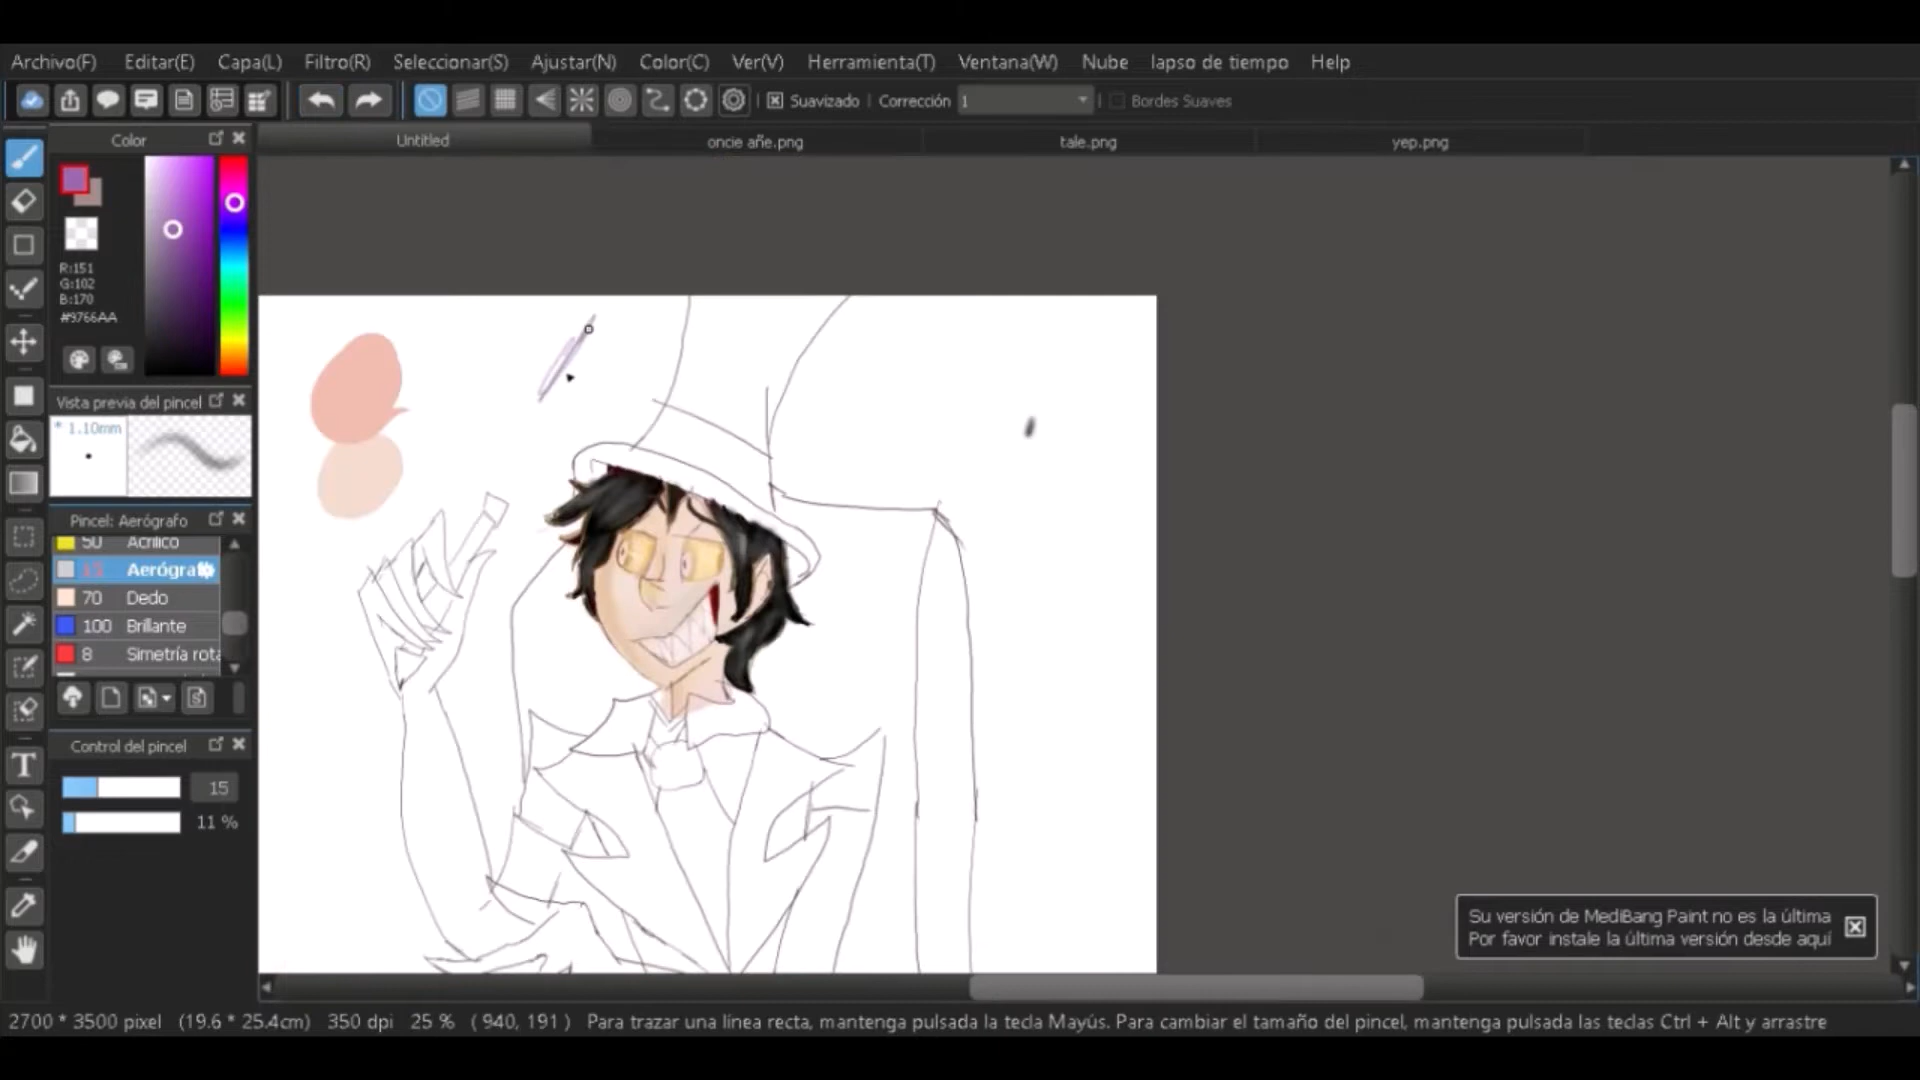 Archivo(F) Editar(E) Capa(L) Filtro(R) Seleccionar(S) Ajustar(N) Color(C) Ver(V) Herramienta(T) Ventana(W) Nube lapso de tiempo Help
Suavizado Corrección 1 Bordes Suaves
Color Untitled oncie añe.png tale.png yep.png
R:151
G:102
B:170
#9766AA
Vista previa del pincel
* 1.10mm
Pincel: Aerógrafo
50 Acrílico
15 Aerógra
70 Dedo
100 Brillante
8 Simetría rota
Control del pincel
15
11 %
T
Su versión de MediBang Paint no es la última
Por favor instale la última versión desde aquí
2700 * 3500 pixel (19.6 * 25.4cm) 350 dpi 25 % ( 940, 191 ) Para trazar una línea recta, mantenga pulsada la tecla Mayús. Para cambiar el tamaño del pincel, mantenga pulsada las teclas Ctrl + Alt y arrastre